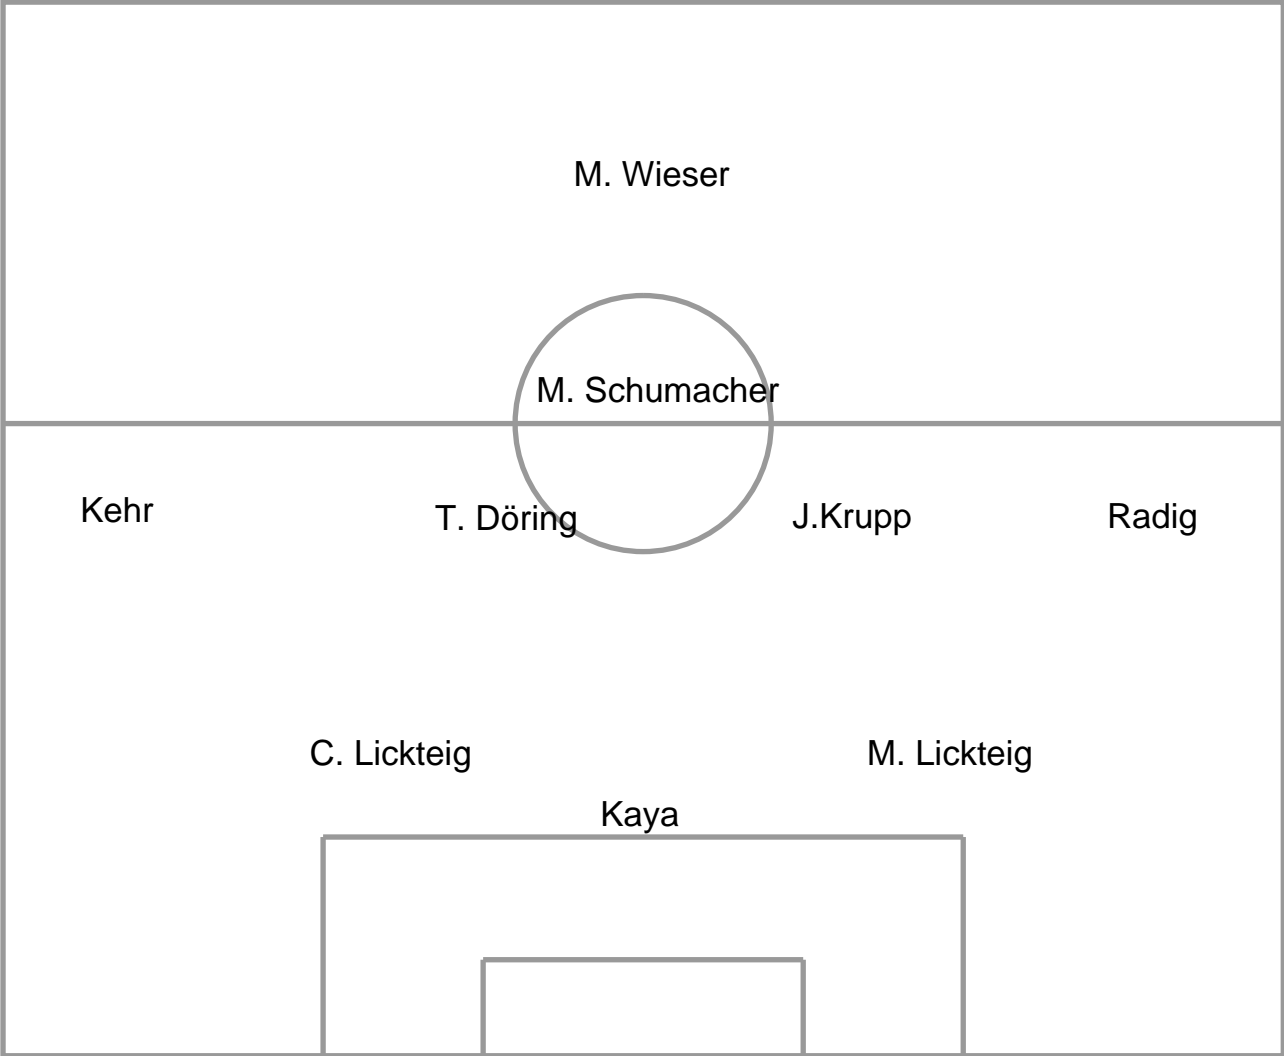 M. Wieser
M. Schumacher
Kehr
T. Döring
J.Krupp
Radig
C. Lickteig
M. Lickteig
Kaya